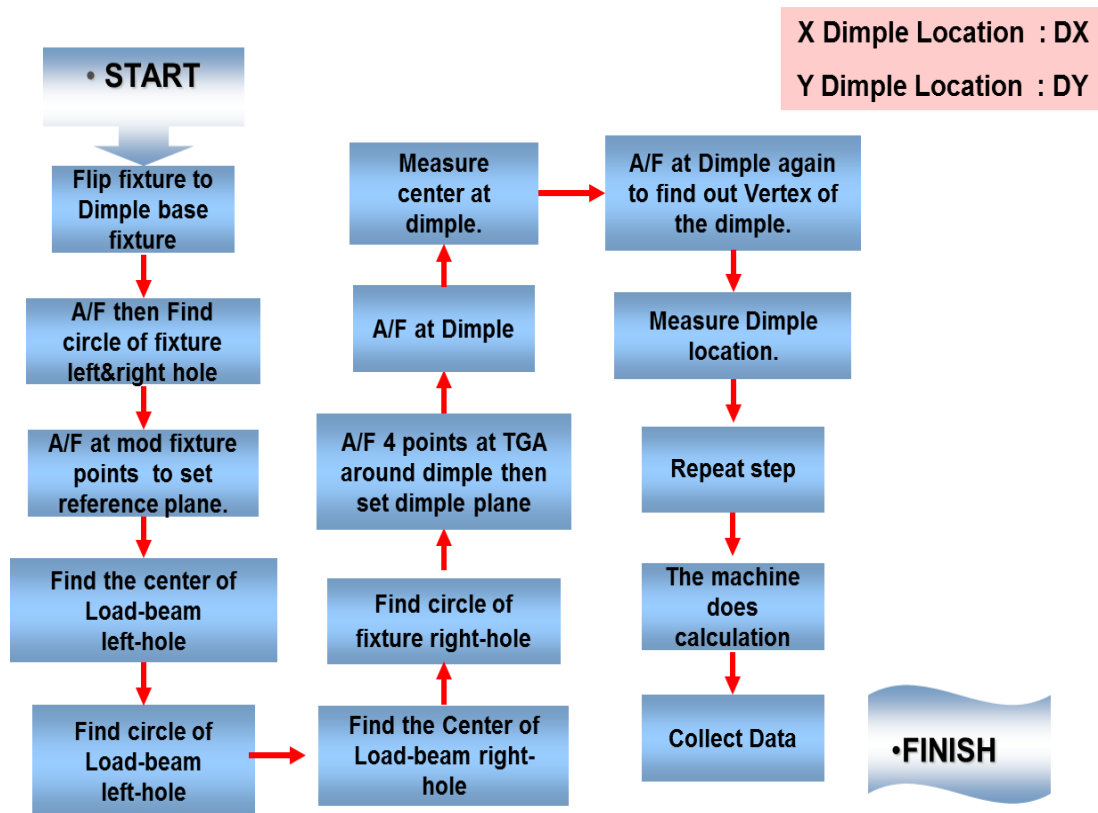 X Dimple Location : DX
Y Dimple Location : DY
• START
Flip fixture to
Dimple base
fixture
A/F then Find
circle of fixture
left&right hole
A/F at mod fixture
points to set
reference plane.
Find the center of
Load-beam
left-hole
Find circle of
Load-beam
left-hole
Find the Center of
Load-beam right-
hole
Find circle of
fixture right-hole
A/F 4 points at TGA
around dimple then
set dimple plane
A/F at Dimple
Measure
center at
dimple.
A/F at Dimple again
to find out Vertex of
the dimple.
Measure Dimple
location.
Repeat step
The machine
does
calculation
Collect Data
•FINISH